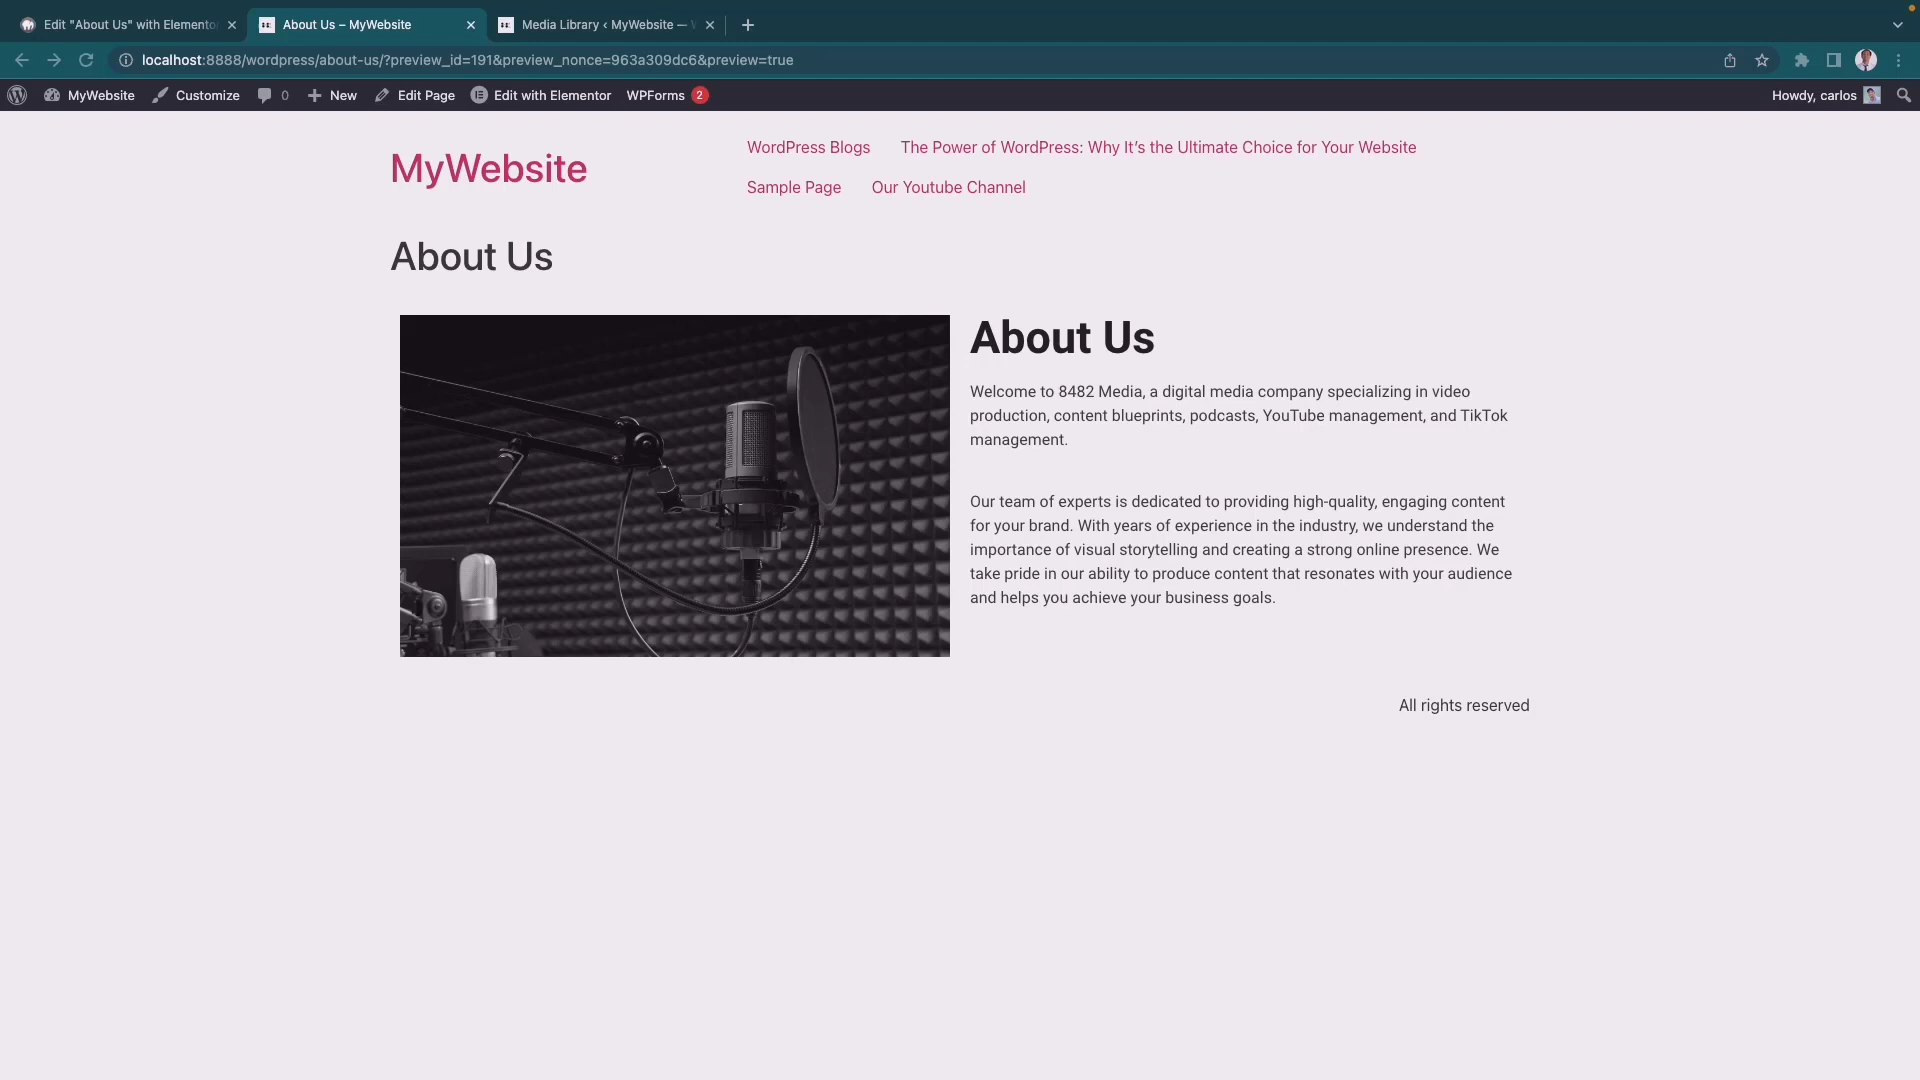 Edit "About Us" with Elemento
About Us – MyWebsite
Media Library ‹ MyWebsite —
localhost:8888/wordpress/about-us/?preview_id=191&preview_nonce=963a309dc6&preview=true
MyWebsite Customize 0 New Edit Page Edit with Elementor WPForms 2 Howdy, carlos
MyWebsite
WordPress Blogs The Power of WordPress: Why It’s the Ultimate Choice for Your Website
Sample Page Our Youtube Channel
About Us
About Us
Welcome to 8482 Media, a digital media company specializing in video
production, content blueprints, podcasts, YouTube management, and TikTok
management.
Our team of experts is dedicated to providing high-quality, engaging content
for your brand. With years of experience in the industry, we understand the
importance of visual storytelling and creating a strong online presence. We
take pride in our ability to produce content that resonates with your audience
and helps you achieve your business goals.
All rights reserved